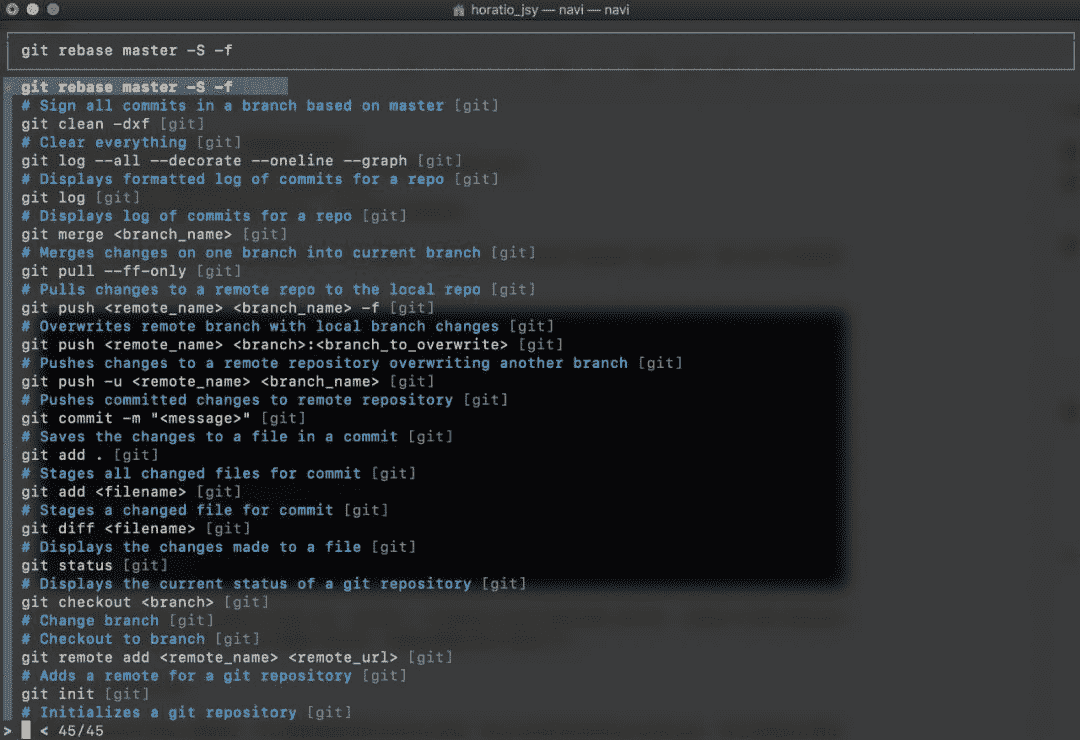 horatio_jsy — navi — navi
git rebase master -S -f
git rebase master -S -f
# Sign all commits in a branch based on master [git]
git clean -dxf [git]
# Clear everything [git]
git log --all --decorate --oneline --graph [git]
# Displays formatted log of commits for a repo [git]
git log [git]
# Displays log of commits for a repo [git]
git merge <branch_name> [git]
# Merges changes on one branch into current branch [git]
git pull --ff-only [git]
# Pulls changes to a remote repo to the local repo [git]
git push <remote_name> <branch_name> -f [git]
# Overwrites remote branch with local branch changes [git]
git push <remote_name> <branch>:<branch_to_overwrite> [git]
# Pushes changes to a remote repository overwriting another branch [git]
git push -u <remote_name> <branch_name> [git]
# Pushes committed changes to remote repository [git]
git commit -m "<message>" [git]
# Saves the changes to a file in a commit [git]
git add . [git]
# Stages all changed files for commit [git]
git add <filename> [git]
# Stages a changed file for commit [git]
git diff <filename> [git]
# Displays the changes made to a file [git]
git status [git]
# Displays the current status of a git repository [git]
git checkout <branch> [git]
# Change branch [git]
# Checkout to branch [git]
git remote add <remote_name> <remote_url> [git]
# Adds a remote for a git repository [git]
git init [git]
# Initializes a git repository [git]
> < 45/45